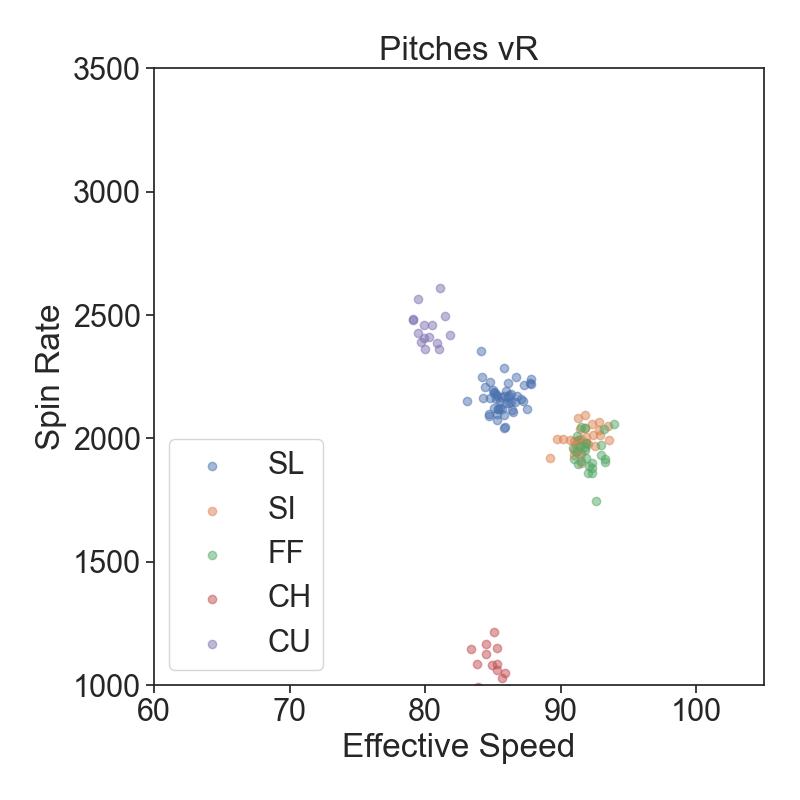 Pitches vR
3500
3000
2500
2000
1500
1000
Spin Rate
SL
SI
FF
CH
CU
60 70 80 90 100
Effective Speed